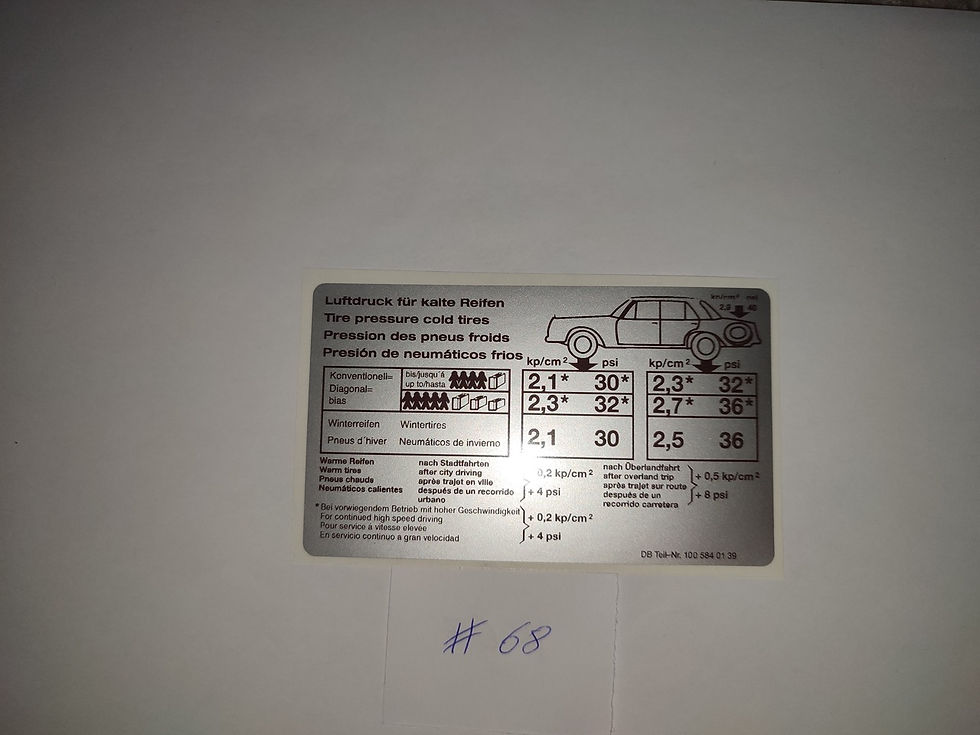 Luftdruck für kalte Reifen
Tire pressure cold tires
Pression des pneus froids
Presión de neumáticos frios
kp/cm² psi
2,9 40
kp/cm² psi kp/cm² psi
Konventionell= bis/jusqu´á
Diagonal= up to/hasta
bias
2,1* 30* 2,3* 32*
2,3* 32* 2,7* 36*
Winterreifen Wintertires
Pneus d´hiver Neumáticos de invierno
2,1 30 2,5 36
Warme Reifen
Warm tires
Pneus chauds
Neumáticos calientes
nach Stadtfahrten
after city driving
après trajet en ville
después de un recorrido
urbano
0,2 kp/cm²
+ 4 psi
nach Überlandfahrt
after overland trip
après trajet sur route
después de un
recorrido carretera
+ 0,5 kp/cm²
+ 8 psi
* Bei vorwiegendem Betrieb mit hoher Geschwindigkeit
For continued high speed driving
Pour service à vitesse elevée
En servicio continuo a gran velocidad
+ 0,2 kp/cm²
+ 4 psi
DB Teil-Nr. 100 584 01 39
# 68